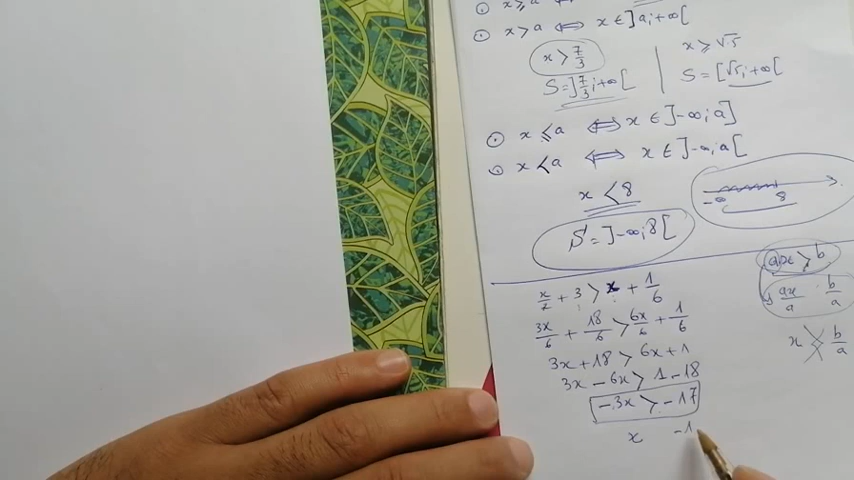 ⊙ x ⩾ a
⊙ x > a ⟺ x ∈ ]a; +∞[
x > 7/3
S = ]7/3; +∞[
x ⩾ √5
S = [√5; +∞[
⊙ x ⩽ a ⟺ x ∈ ]-∞; a]
⊙ x < a ⟺ x ∈ ]-∞; a[
x < 8
-∞ 8
S = ]-∞; 8[
x/2 + 3 > x + 1/6
3x/6 + 18/6 > 6x/6 + 1/6
3x + 18 > 6x + 1
3x - 6x > 1 - 18
-3x > -17
x -1
ax > b
ax/a b/a
x b/a